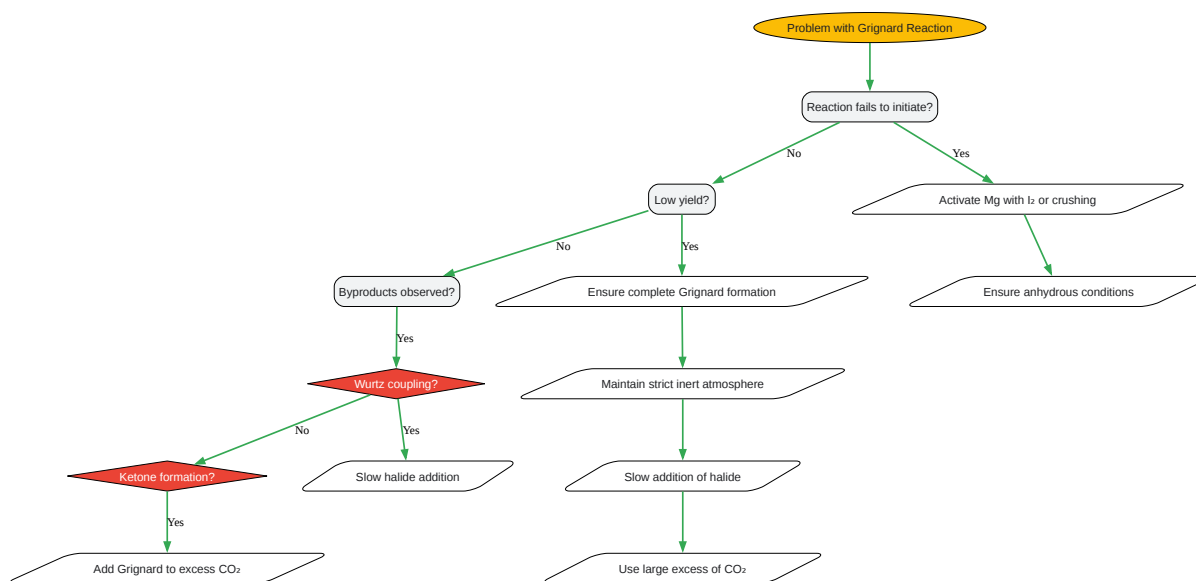 Problem with Grignard Reaction
Reaction fails to initiate?
No
Yes
Low yield?
Activate Mg with I₂ or crushing
No
Yes
Byproducts observed?
Ensure complete Grignard formation
Ensure anhydrous conditions
Yes
Wurtz coupling?
Maintain strict inert atmosphere
No
Yes
Ketone formation?
Slow halide addition
Slow addition of halide
Yes
Add Grignard to excess CO₂
Use large excess of CO₂